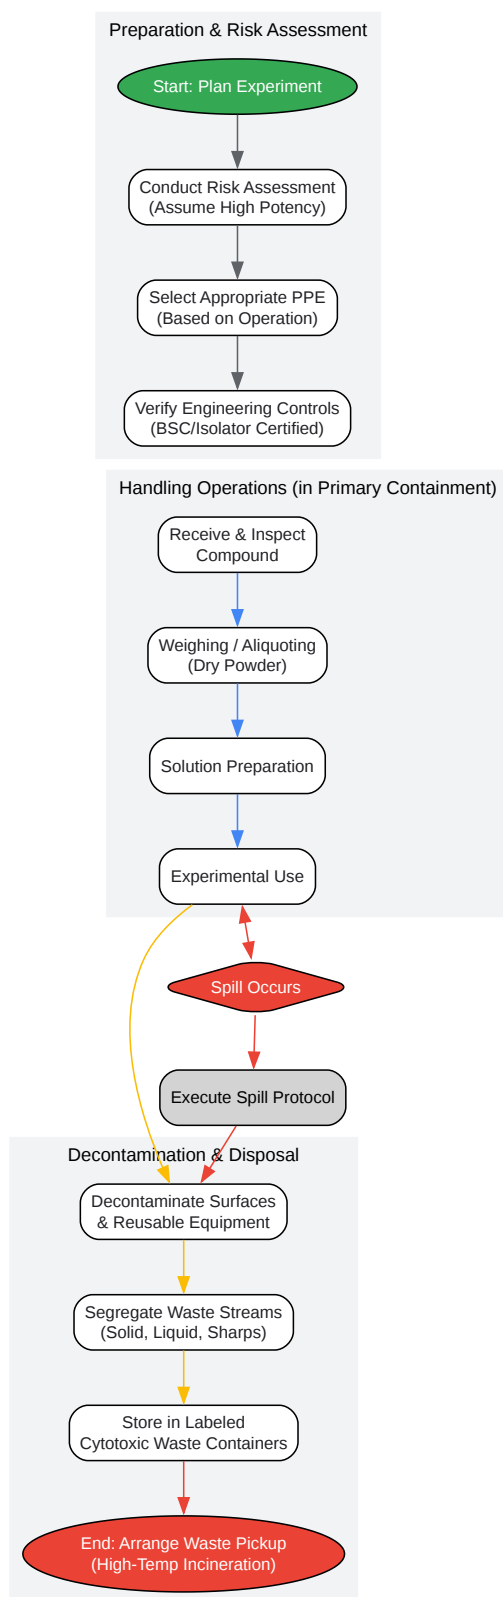 Preparation & Risk Assessment
Start: Plan Experiment
Conduct Risk Assessment
(Assume High Potency)
Select Appropriate PPE
(Based on Operation)
Verify Engineering Controls
(BSC/Isolator Certified)
Handling Operations (in Primary Containment)
Receive & Inspect
Compound
Weighing / Aliquoting
(Dry Powder)
Solution Preparation
Experimental Use
Spill Occurs
Execute Spill Protocol
Decontamination & Disposal
Decontaminate Surfaces
& Reusable Equipment
Segregate Waste Streams
(Solid, Liquid, Sharps)
Store in Labeled
Cytotoxic Waste Containers
End: Arrange Waste Pickup
(High-Temp Incineration)